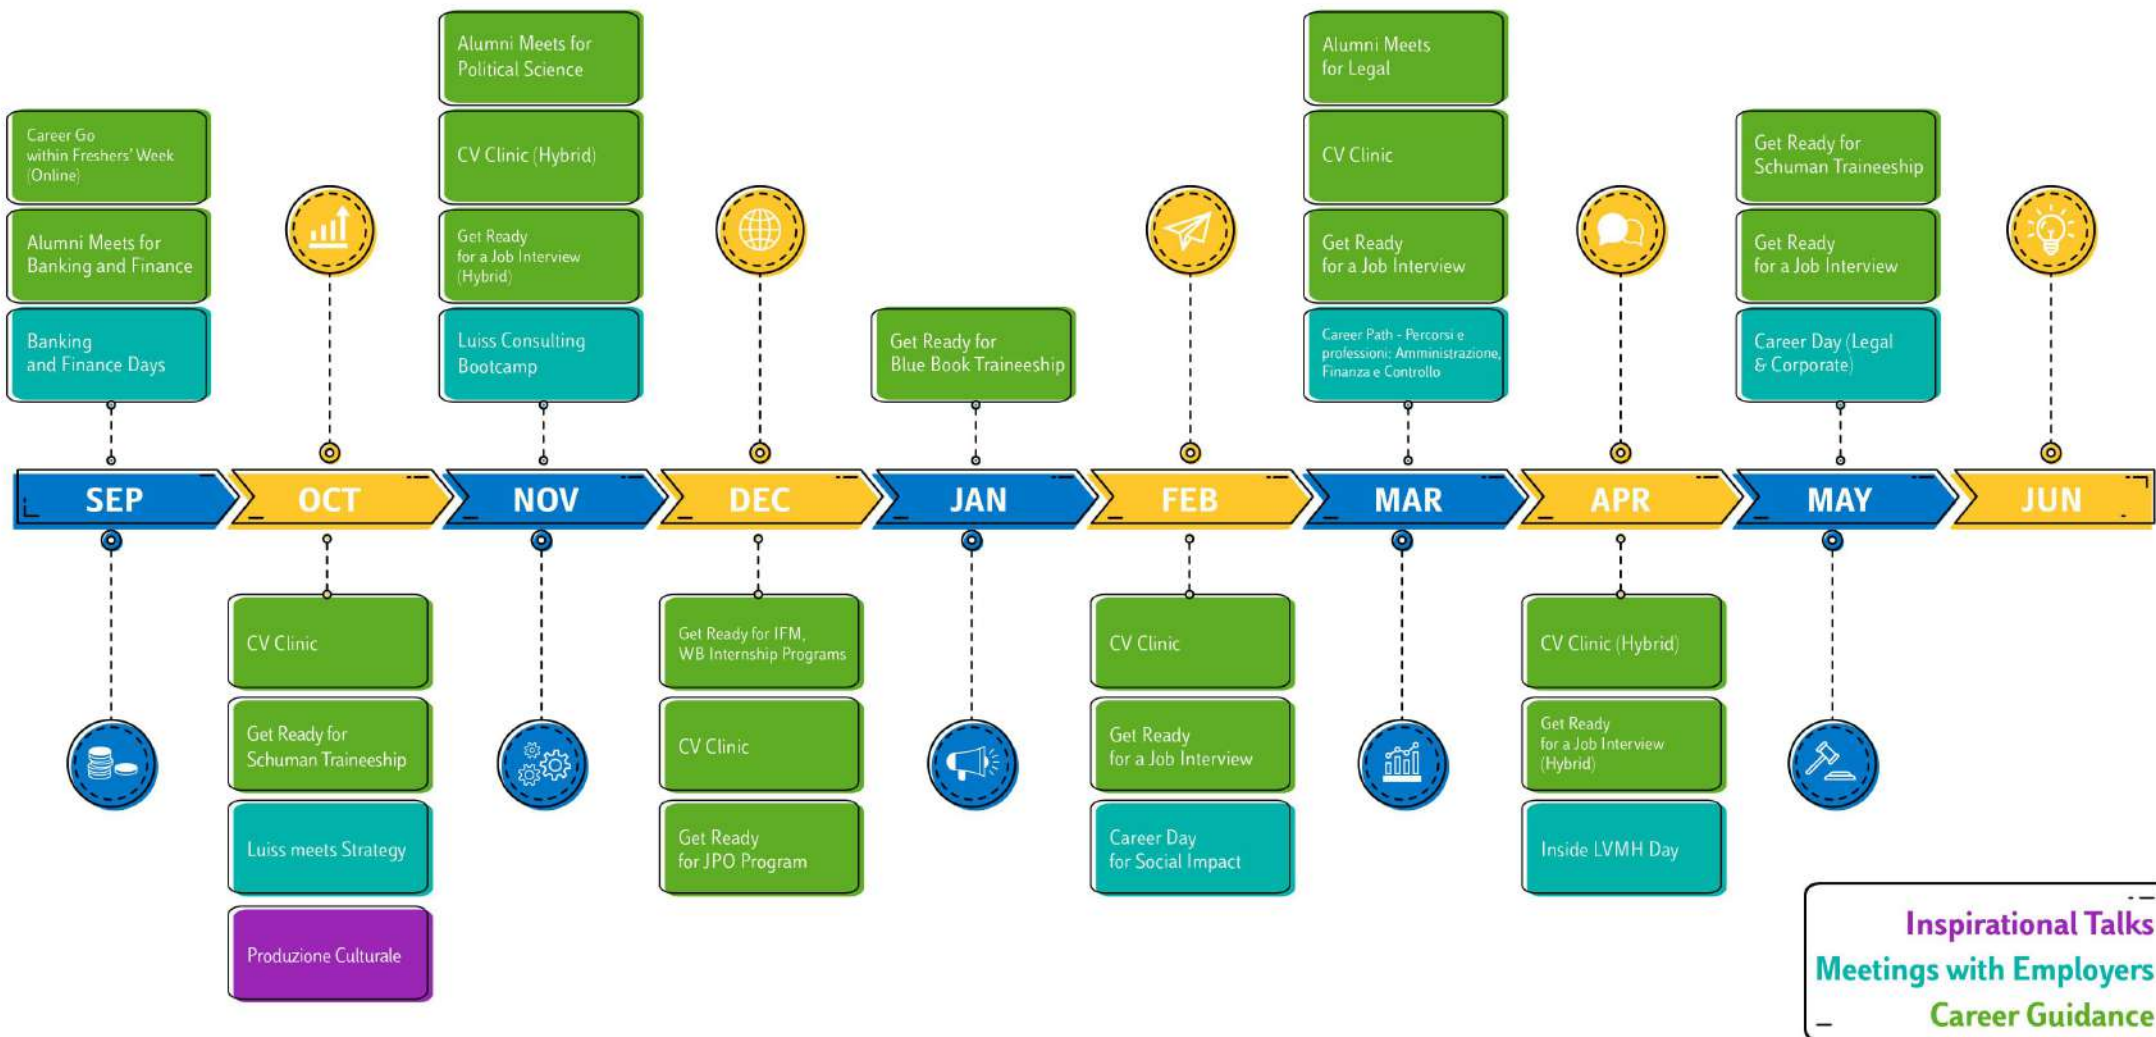 Alumni Meets for
Political Science
Alumni Meets
for Legal
Career Go
within Freshers' Week
(Online)
CV Clinic (Hybrid)
CV Clinic
Get Ready for
Schuman Traineeship
Alumni Meets for
Banking and Finance
Get Ready
for a Job Interview
(Hybrid)
Get Ready
for a Job Interview
Get Ready
for a Job Interview
Banking
and Finance Days
Luiss Consulting
Bootcamp
Get Ready for
Blue Book Traineeship
Career Path - Percorsi e
professioni: Amministrazione,
Finanza e Controllo
Career Day (Legal
& Corporate)
SEP
OCT
NOV
DEC
JAN
FEB
MAR
APR
MAY
JUN
CV Clinic
Get Ready for IFM,
WB Internship Programs
CV Clinic
CV Clinic (Hybrid)
Get Ready for
Schuman Traineeship
CV Clinic
Get Ready
for a Job Interview
Get Ready
for a Job Interview
(Hybrid)
Luiss meets Strategy
Get Ready
for JPO Program
Career Day
for Social Impact
Inside LVMH Day
Produzione Culturale
Inspirational Talks
Meetings with Employers
Career Guidance